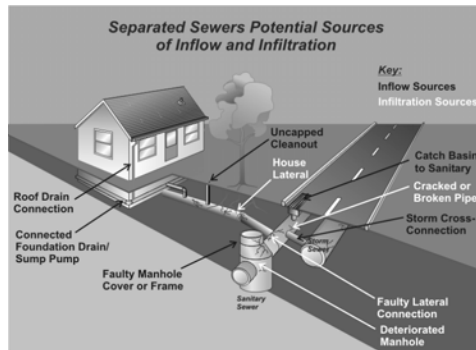 Separated Sewers Potential Sources
of Inflow and Infiltration
Key:
Inflow Sources
Infiltration Sources
Uncapped
Cleanout
House
Lateral
Catch Basin
to Sanitary
Cracked or
Broken Pipe
Storm Cross-
Connection
Storm
Sewer
Roof Drain
Connection
Connected
Foundation Drain/
Sump Pump
Faulty Manhole
Cover or Frame
Sanitary
Sewer
Faulty Lateral
Connection
Deteriorated
Manhole